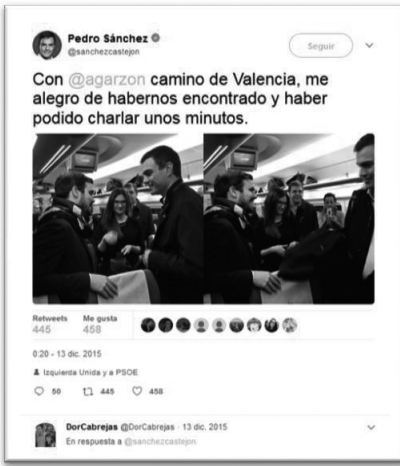 Pedro Sánchez
@sanchezcastejon
Seguir
Con @agarzon camino de Valencia, me
alegro de habernos encontrado y haber
podido charlar unos minutos.
Retweets
445
Me gusta
458
0:20 - 13 dic. 2015
Izquierda Unida y a PSOE
50 445 458
DorCabrejas @DorCabrejas · 13 dic. 2015
En respuesta a @sanchezcastejon